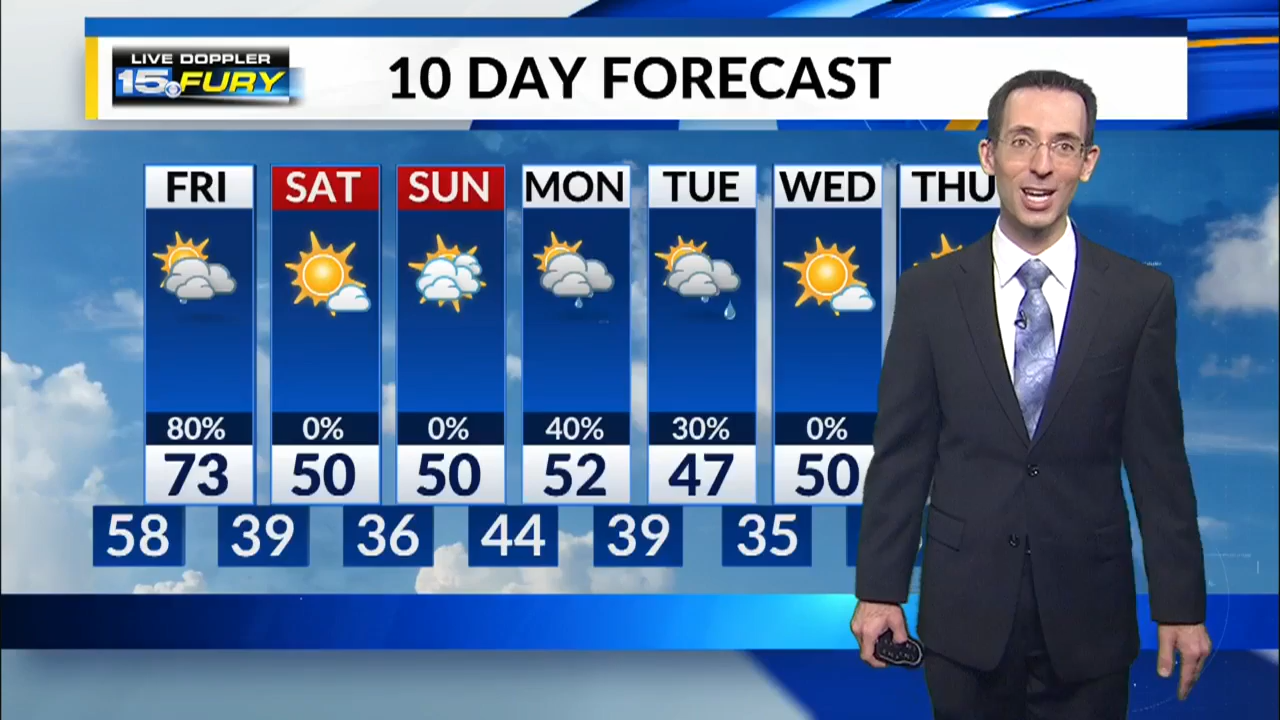 LIVE DOPPLER
15 FURY
10 DAY FORECAST
FRI SAT SUN MON TUE WED THU
80% 0% 0% 40% 30% 0%
73 50 50 52 47 50
58 39 36 44 39 35